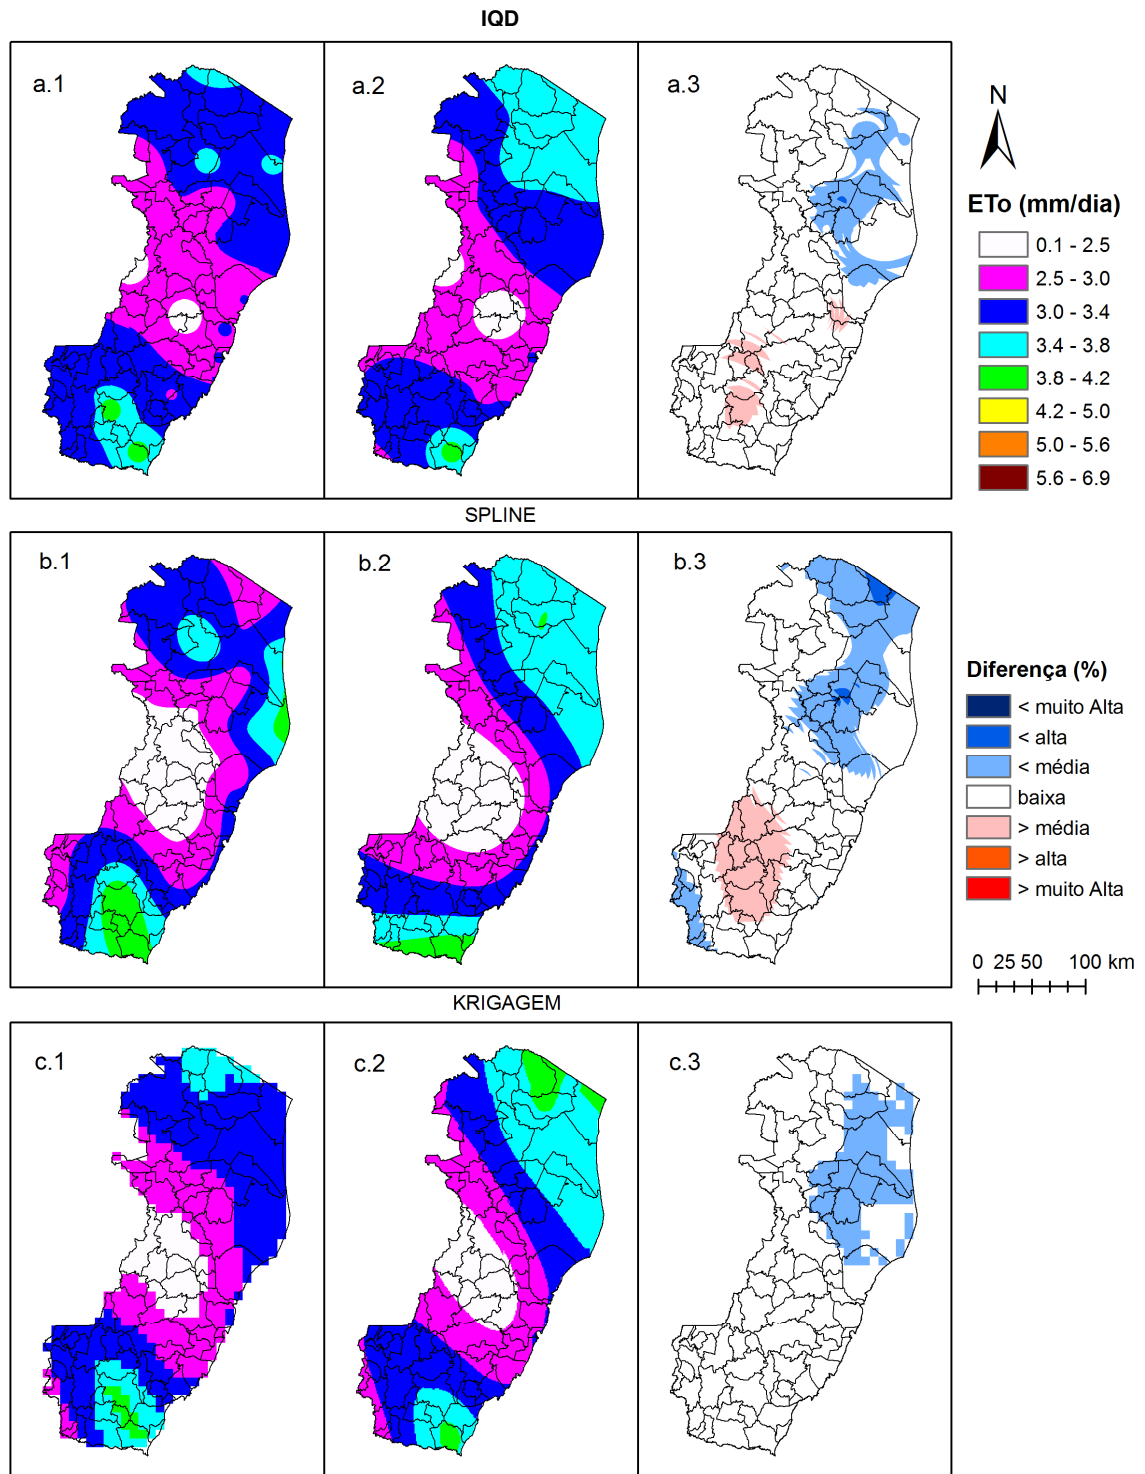 IQD
a.1
a.2
a.3
N
ETo (mm/dia)
0.1 - 2.5
2.5 - 3.0
3.0 - 3.4
3.4 - 3.8
3.8 - 4.2
4.2 - 5.0
5.0 - 5.6
5.6 - 6.9
SPLINE
b.1
b.2
b.3
Diferença (%)
< muito Alta
< alta
< média
baixa
> média
> alta
> muito Alta
0 25 50 100 km
KRIGAGEM
c.1
c.2
c.3